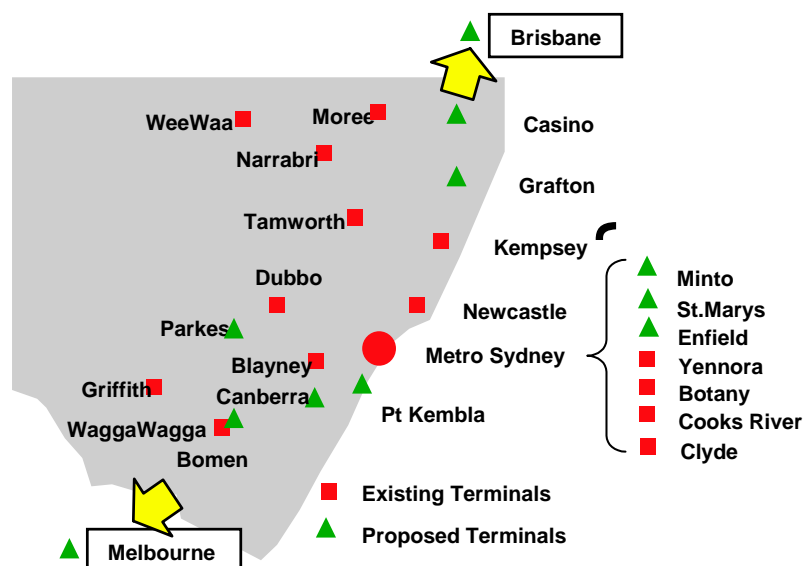 Brisbane
WeeWaa
Moree
Casino
Narrabri
Grafton
Tamworth
Kempsey
Dubbo
Newcastle
Parkes
Blayney
Metro Sydney
Griffith
Canberra
Pt Kembla
WaggaWagga
Bomen
Minto
St.Marys
Enfield
Yennora
Botany
Cooks River
Clyde
Existing Terminals
Proposed Terminals
Melbourne